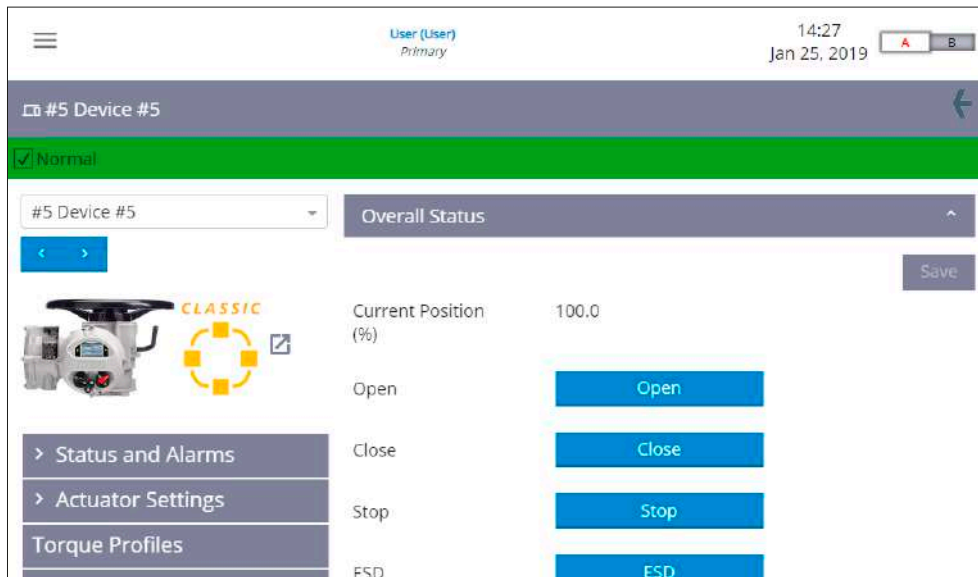 User (User)
Primary
14:27
Jan 25, 2019
A B
#5 Device #5
Normal
#5 Device #5
Overall Status
Save
CLASSIC
Current Position
(%)
100.0
Open
Open
Close
Close
Stop
Stop
ESD
ESD
Status and Alarms
Actuator Settings
Torque Profiles